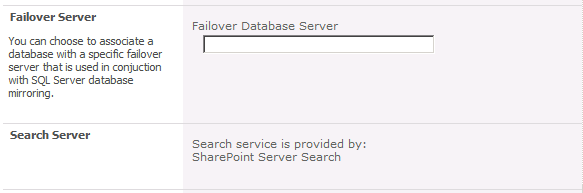 Failover Server
You can choose to associate a
database with a specific failover
server that is used in conjuction
with SQL Server database
mirroring.
Failover Database Server
Search Server
Search service is provided by:
SharePoint Server Search